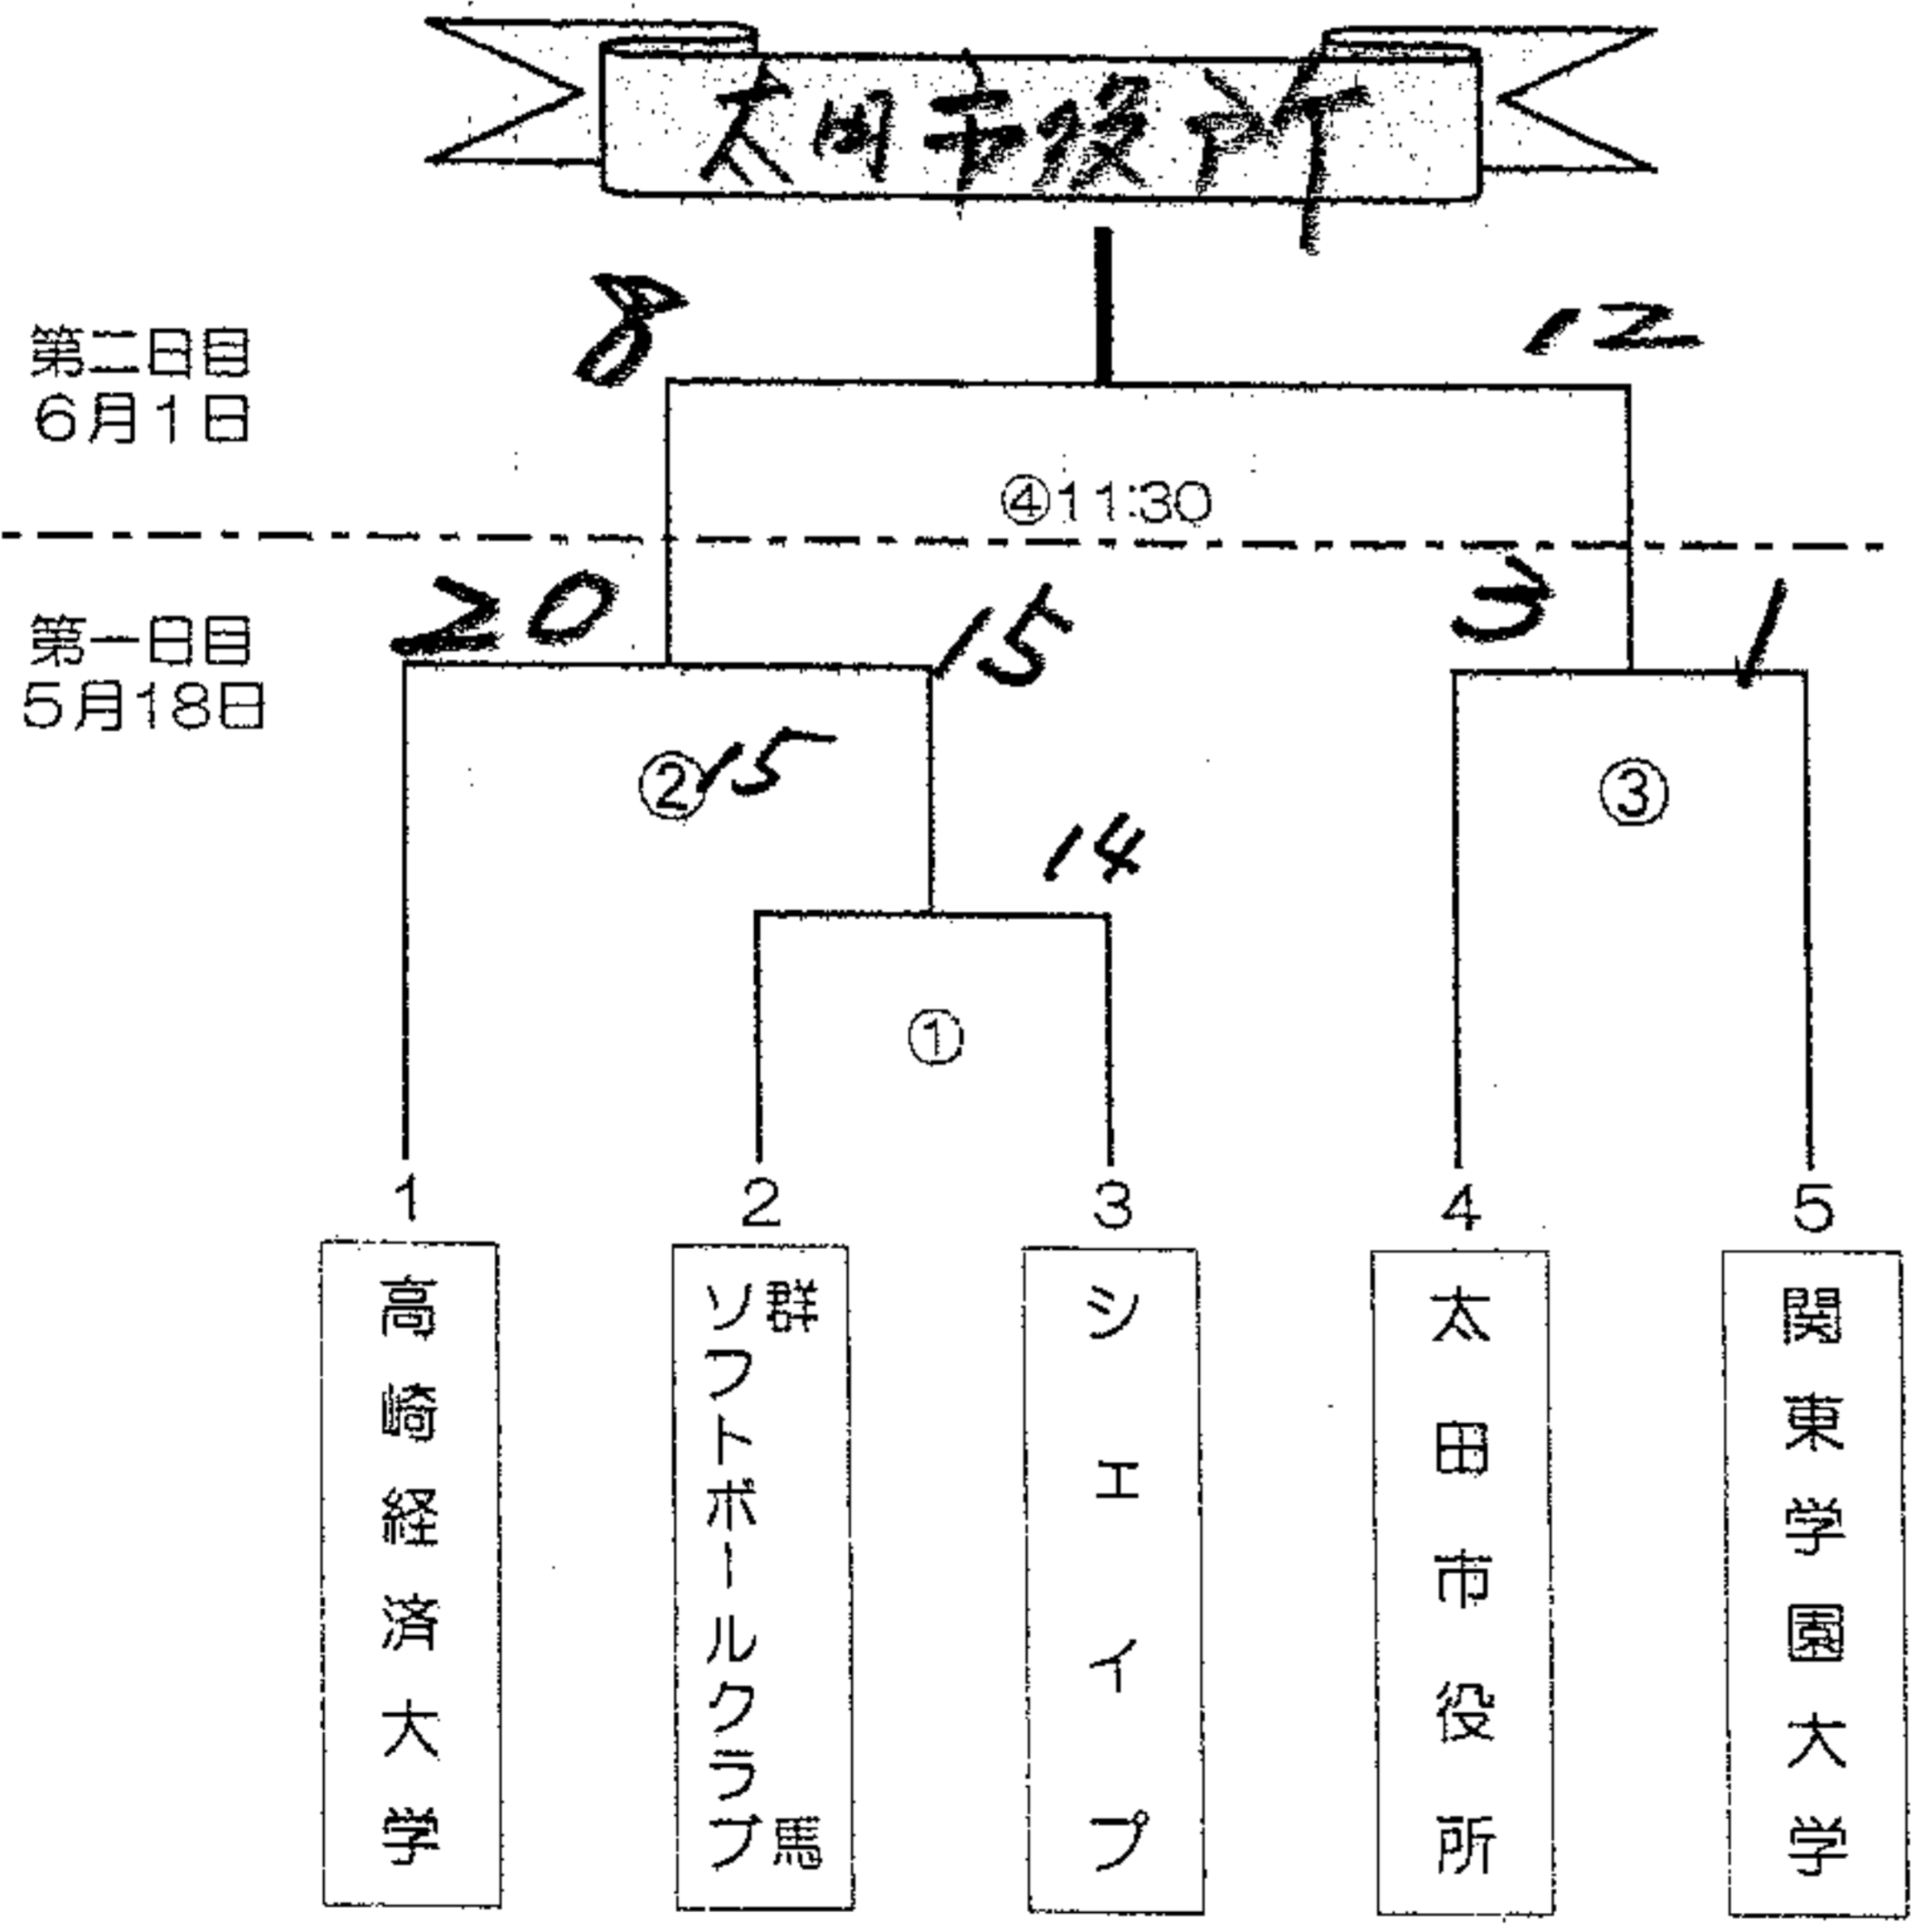 太田市役所
8
12
第二日目
6月1日
④11:30
20
15
3
1
第一日目
5月18日
②
15
14
③
①
1
2
3
4
5
高崎経済大学
群馬
ソフトボールクラブ
シェイプ
太田市役所
関東学園大学